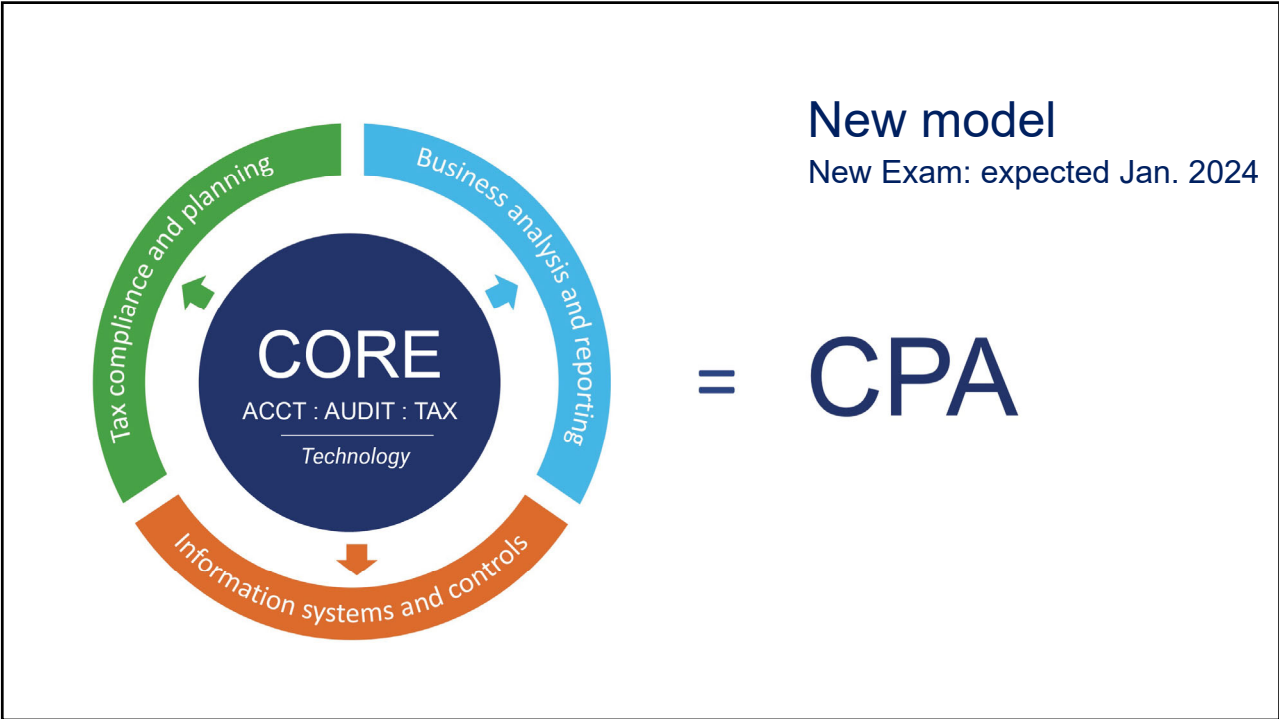 New model
New Exam: expected Jan. 2024
Tax compliance and planning
Business analysis and reporting
CORE
ACCT : AUDIT : TAX
Technology
Information systems and controls
=
CPA